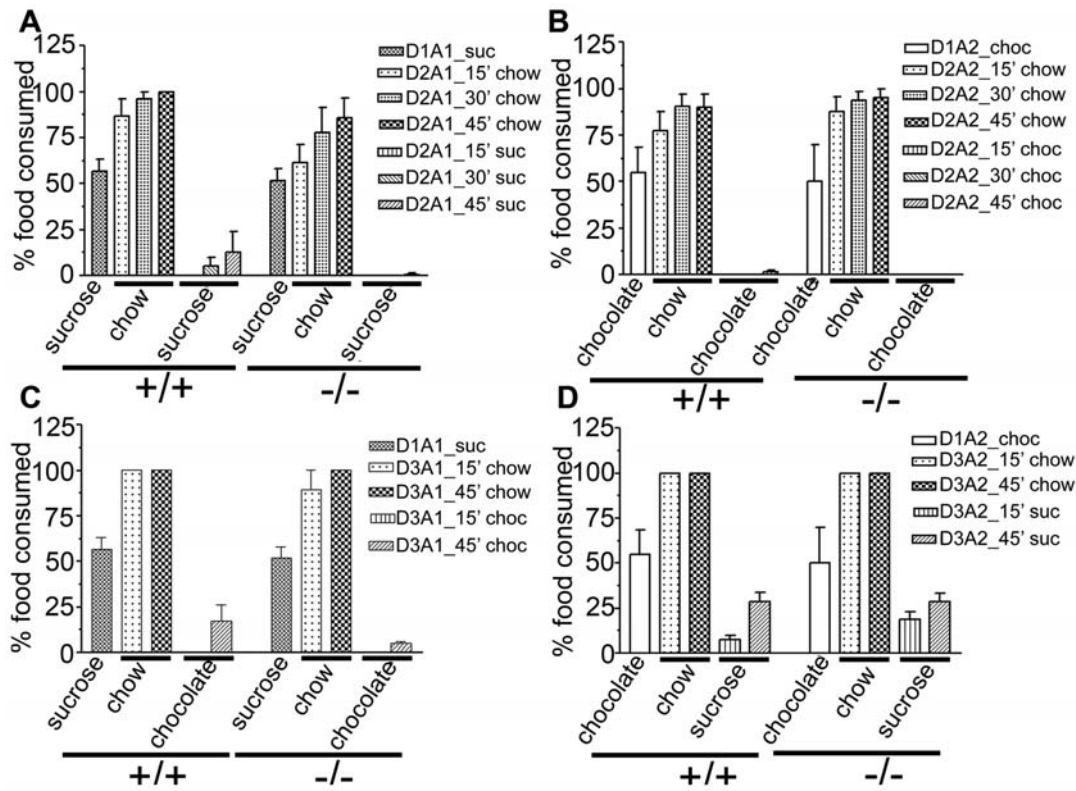 A
% food consumed
125
100
75
50
25
0
D1A1_suc
D2A1_15' chow
D2A1_30' chow
D2A1_45' chow
D2A1_15' suc
D2A1_30' suc
D2A1_45' suc
sucrose
chow
sucrose
sucrose
chow
sucrose
+/+
-/-
B
% food consumed
125
100
75
50
25
0
D1A2_choc
D2A2_15' chow
D2A2_30' chow
D2A2_45' chow
D2A2_15' choc
D2A2_30' choc
D2A2_45' choc
chocolate
chow
chocolate
chocolate
chow
chocolate
+/+
-/-
C
% food consumed
125
100
75
50
25
0
D1A1_suc
D3A1_15' chow
D3A1_45' chow
D3A1_15' choc
D3A1_45' choc
sucrose
chow
chocolate
sucrose
chow
chocolate
+/+
-/-
D
% food consumed
125
100
75
50
25
0
D1A2_choc
D3A2_15' chow
D3A2_45' chow
D3A2_15' suc
D3A2_45' suc
chocolate
chow
sucrose
chocolate
chow
sucrose
+/+
-/-